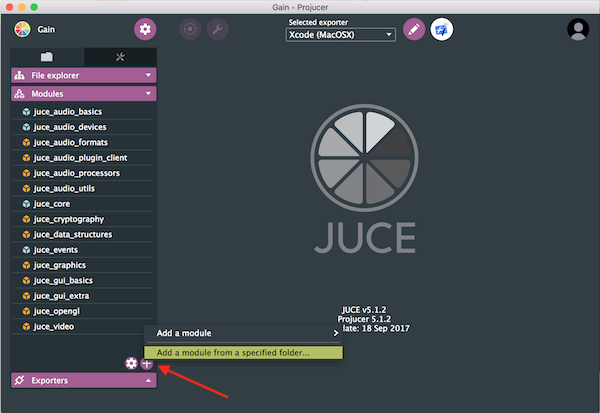 Gain - Projucer
Gain
Selected exporter
Xcode (MacOSX)
File explorer
Modules
juce_audio_basics
juce_audio_devices
juce_audio_formats
juce_audio_plugin_client
juce_audio_processors
juce_audio_utils
juce_core
juce_cryptography
juce_data_structures
juce_events
juce_graphics
juce_gui_basics
juce_gui_extra
juce_opengl
juce_video
JUCE
JUCE v5.1.2
Projucer 5.1.2
late: 18 Sep 2017
Add a module
Add a module from a specified folder...
Exporters